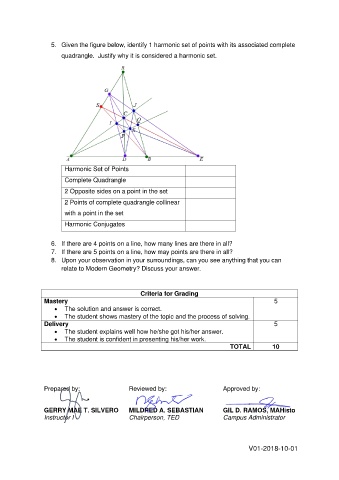 5. Given the figure below, identify 1 harmonic set of points with its associated complete
quadrangle. Justify why it is considered a harmonic set.
G
J
I
A
D
B
E
Harmonic Set of Points
Complete Quadrangle
2 Opposite sides on a point in the set
2 Points of complete quadrangle collinear
with a point in the set
Harmonic Conjugates
6. If there are 4 points on a line, how many lines are there in all?
7. If there are 5 points on a line, how may points are there in all?
8. Upon your observation in your surroundings, can you see anything that you can
relate to Modern Geometry? Discuss your answer.
Criteria for Grading
Mastery 5
• The solution and answer is correct.
• The student shows mastery of the topic and the process of solving.
Delivery 5
• The student explains well how he/she got his/her answer.
• The student is confident in presenting his/her work.
TOTAL 10
Prepared by: Reviewed by: Approved by:
GERRY MAE T. SILVERO MILDRED A. SEBASTIAN GIL D. RAMOS, MAHisto
Instructor I Chairperson, TED Campus Administrator
V01-2018-10-01